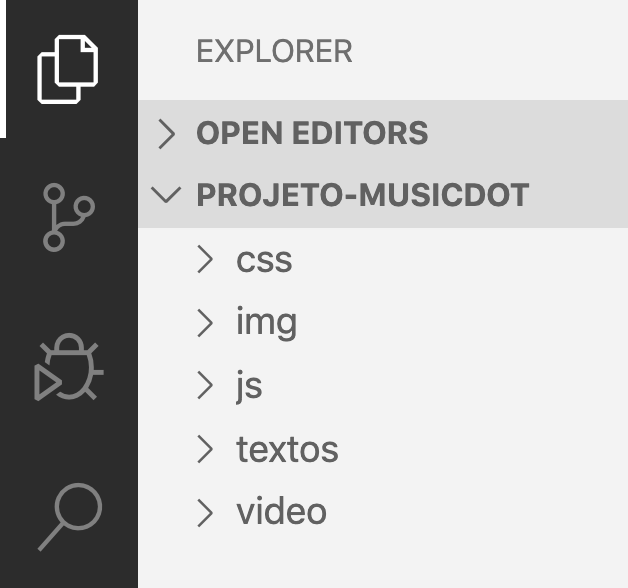 EXPLORER
OPEN EDITORS
PROJETO-MUSICDOT
css
img
js
textos
video